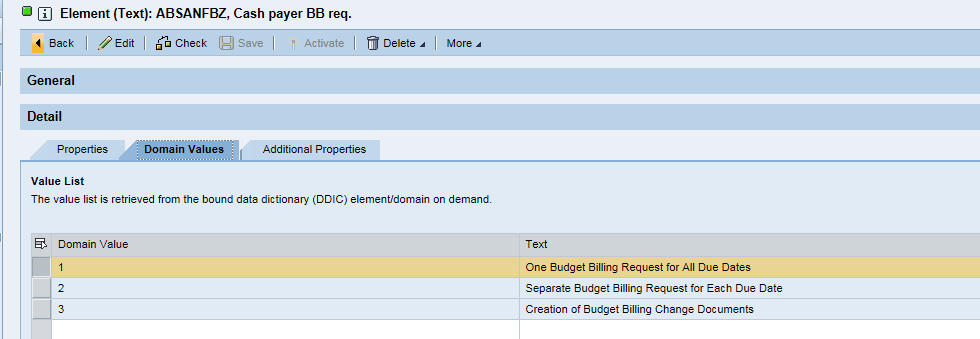 Element (Text): ABSANFBZ, Cash payer BB req.
Back Edit Check Save Activate Delete More
General
Detail
Properties Domain Values Additional Properties
Value List
The value list is retrieved from the bound data dictionary (DDIC) element/domain on demand.
Domain Value Text
1 One Budget Billing Request for All Due Dates
2 Separate Budget Billing Request for Each Due Date
3 Creation of Budget Billing Change Documents